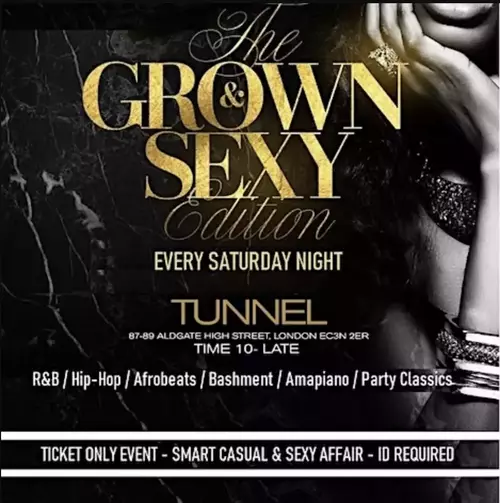 The
GROWN
&
SEXY
Edition
EVERY SATURDAY NIGHT
TUNNEL
87-89 ALDGATE HIGH STREET, LONDON EC3N 2ER
TIME 10- LATE
R&B / Hip-Hop / Afrobeats / Bashment / Amapiano / Party Classics
TICKET ONLY EVENT - SMART CASUAL & SEXY AFFAIR - ID REQUIRED